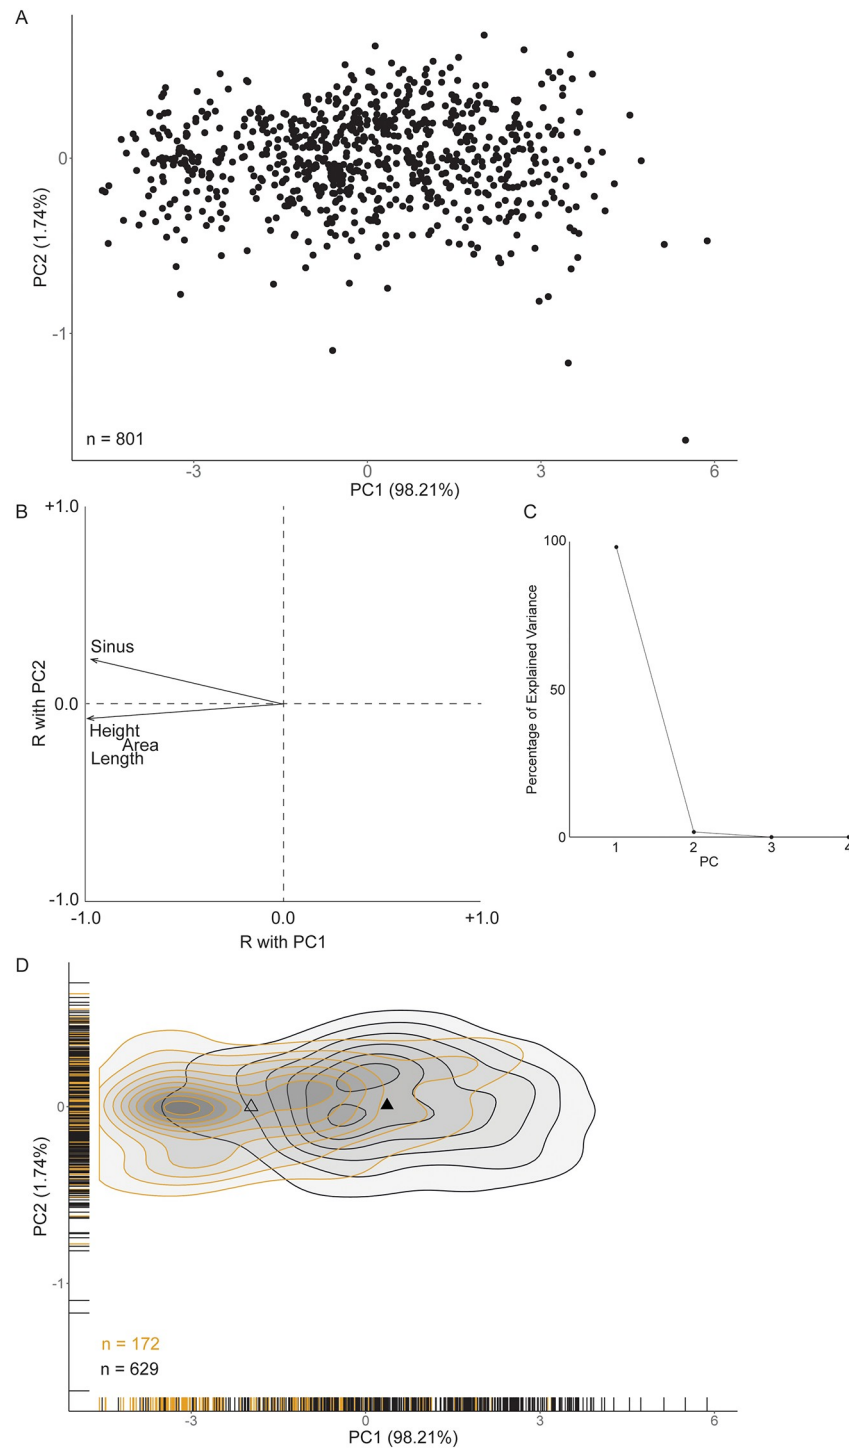 A
0
-1
PC2 (1.74%)
n = 801
-3 0 3 6
PC1 (98.21%)
B
+1.0
0.0
-1.0
R with PC2
Sinus
Height
Area
Length
-1.0 0.0 +1.0
R with PC1
C
100
50
0
Percentage of Explained Variance
1 2 3 4
PC
D
0
-1
PC2 (1.74%)
n = 172
n = 629
-3 0 3 6
PC1 (98.21%)